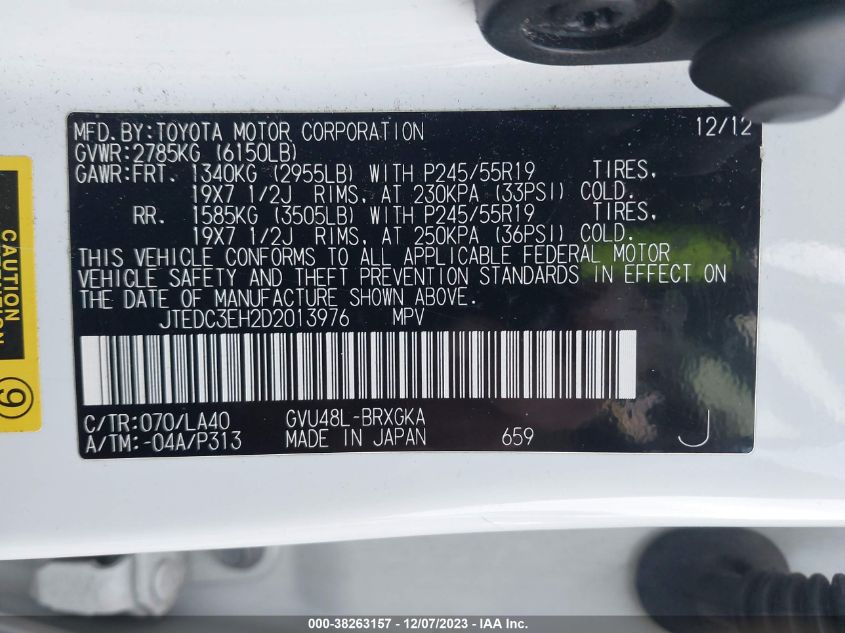 MFD. BY: TOYOTA MOTOR CORPORATION 12/12
GVWR: 2785KG (6150LB)
GAWR: FRT. 1340KG (2955LB) WITH P245/55R19 TIRES,
19X7 1/2J RIMS, AT 230KPA (33PSI) COLD.
RR. 1585KG (3505LB) WITH P245/55R19 TIRES,
19X7 1/2J RIMS, AT 250KPA (36PSI) COLD.
THIS VEHICLE CONFORMS TO ALL APPLICABLE FEDERAL MOTOR
VEHICLE SAFETY AND THEFT PREVENTION STANDARDS IN EFFECT ON
THE DATE OF MANUFACTURE SHOWN ABOVE.
JTEDC3EH2D2013976 MPV
C/TR: 070/LA40 GVU48L-BRXGKA
A/TM: -04A/P313 MADE IN JAPAN 659 J
CAUTION
9
000-38263157 - 12/07/2023 - IAA Inc.